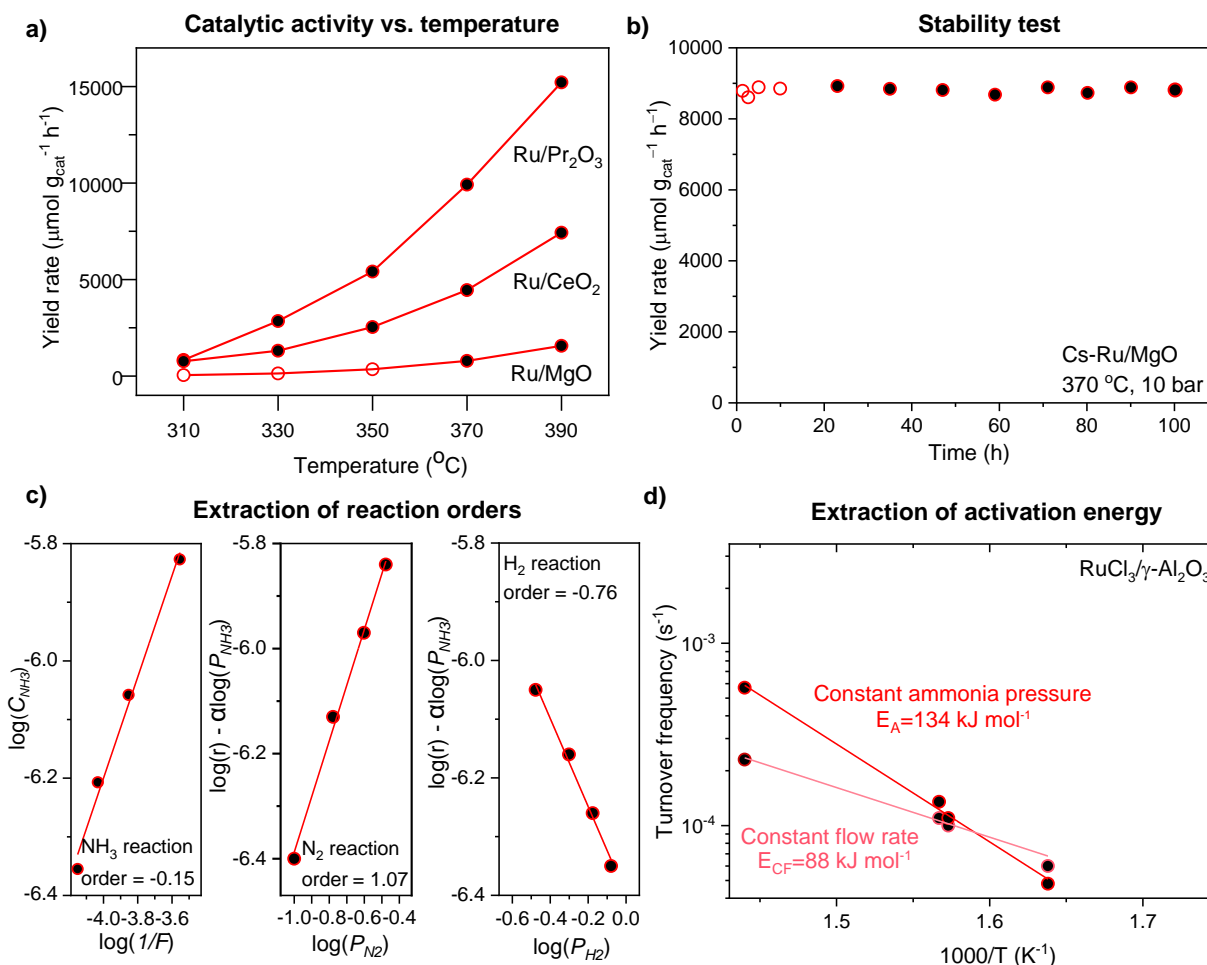 a)
Catalytic activity vs. temperature
Yield rate (μmol g_cat^-1 h^-1)
15000
10000
5000
0
Ru/Pr₂O₃
Ru/CeO₂
Ru/MgO
310 330 350 370 390
Temperature (°C)
b)
Stability test
Yield rate (μmol g_cat^−1 h^−1)
10000
8000
6000
4000
2000
0
Cs-Ru/MgO
370 °C, 10 bar
0 20 40 60 80 100
Time (h)
c)
Extraction of reaction orders
log(C_NH3)
-5.8
-6.0
-6.2
-6.4
NH₃ reaction
order = -0.15
-4.0 -3.8 -3.6
log(1/F)
log(r) - αlog(P_NH3)
-5.8
-6.0
-6.2
-6.4
N₂ reaction
order = 1.07
-1.0 -0.8 -0.6 -0.4
log(P_N2)
log(r) - αlog(P_NH3)
-5.8
-6.0
-6.2
-6.4
H₂ reaction
order = -0.76
-0.6 -0.4 -0.2 0.0
log(P_H2)
d)
Extraction of activation energy
Turnover frequency (s^-1)
10^-3
10^-4
RuCl₃/γ-Al₂O₃
Constant ammonia pressure
E_A=134 kJ mol^-1
Constant flow rate
E_CF=88 kJ mol^-1
1.5 1.6 1.7
1000/T (K^-1)